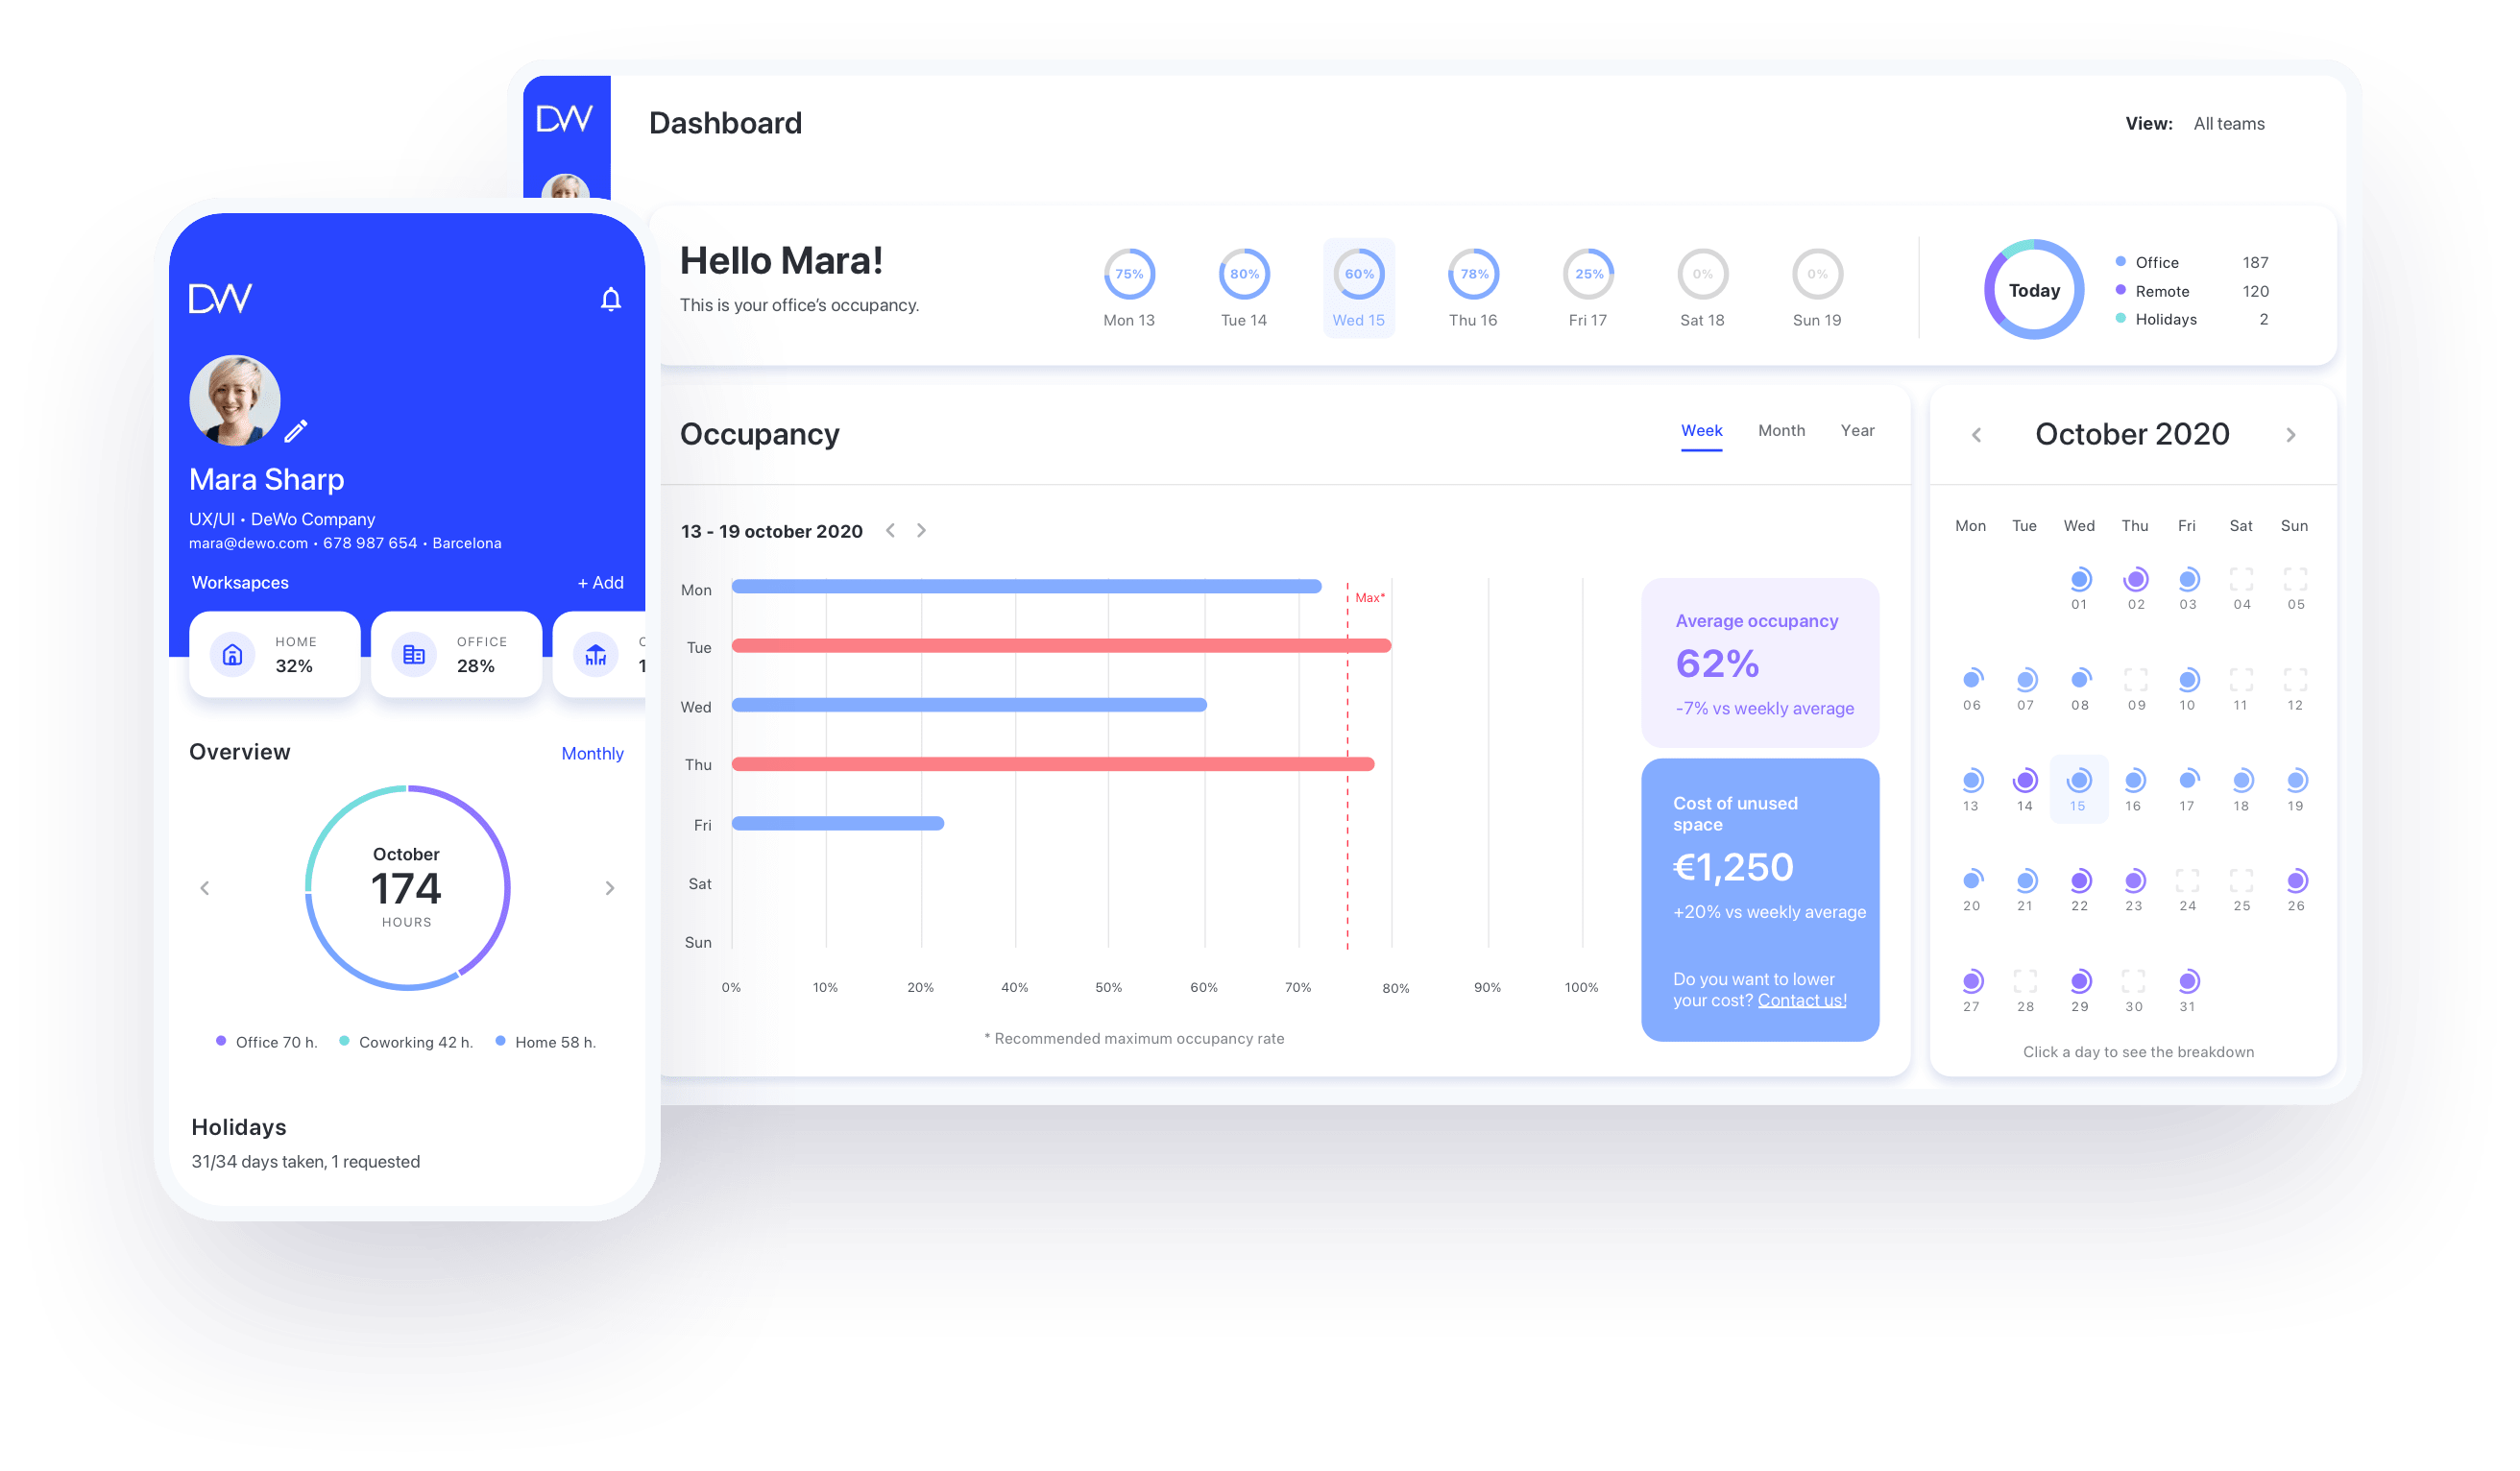 DW
Dashboard
View: All teams
Hello Mara!
This is your office's occupancy.
75% 80% 60% 78% 25% 0% 0%
Mon 13 Tue 14 Wed 15 Thu 16 Fri 17 Sat 18 Sun 19
Today
Office 187
Remote 120
Holidays 2
Occupancy
Week Month Year
13 - 19 october 2020
Mon
Tue
Wed
Thu
Fri
Sat
Sun
Max*
0% 10% 20% 40% 50% 60% 70% 80% 90% 100%
* Recommended maximum occupancy rate
Average occupancy
62%
-7% vs weekly average
Cost of unused
space
€1,250
+20% vs weekly average
Do you want to lower
your cost? Contact us!
October 2020
Mon Tue Wed Thu Fri Sat Sun
01 02 03 04 05
06 07 08 09 10 11 12
13 14 15 16 17 18 19
20 21 22 23 24 25 26
27 28 29 30 31
Click a day to see the breakdown
DW
Mara Sharp
UX/UI • DeWo Company
mara@dewo.com • 678 987 654 • Barcelona
Worksapces + Add
HOME
32%
OFFICE
28%
Overview Monthly
October
174
HOURS
Office 70 h. Coworking 42 h. Home 58 h.
Holidays
31/34 days taken, 1 requested